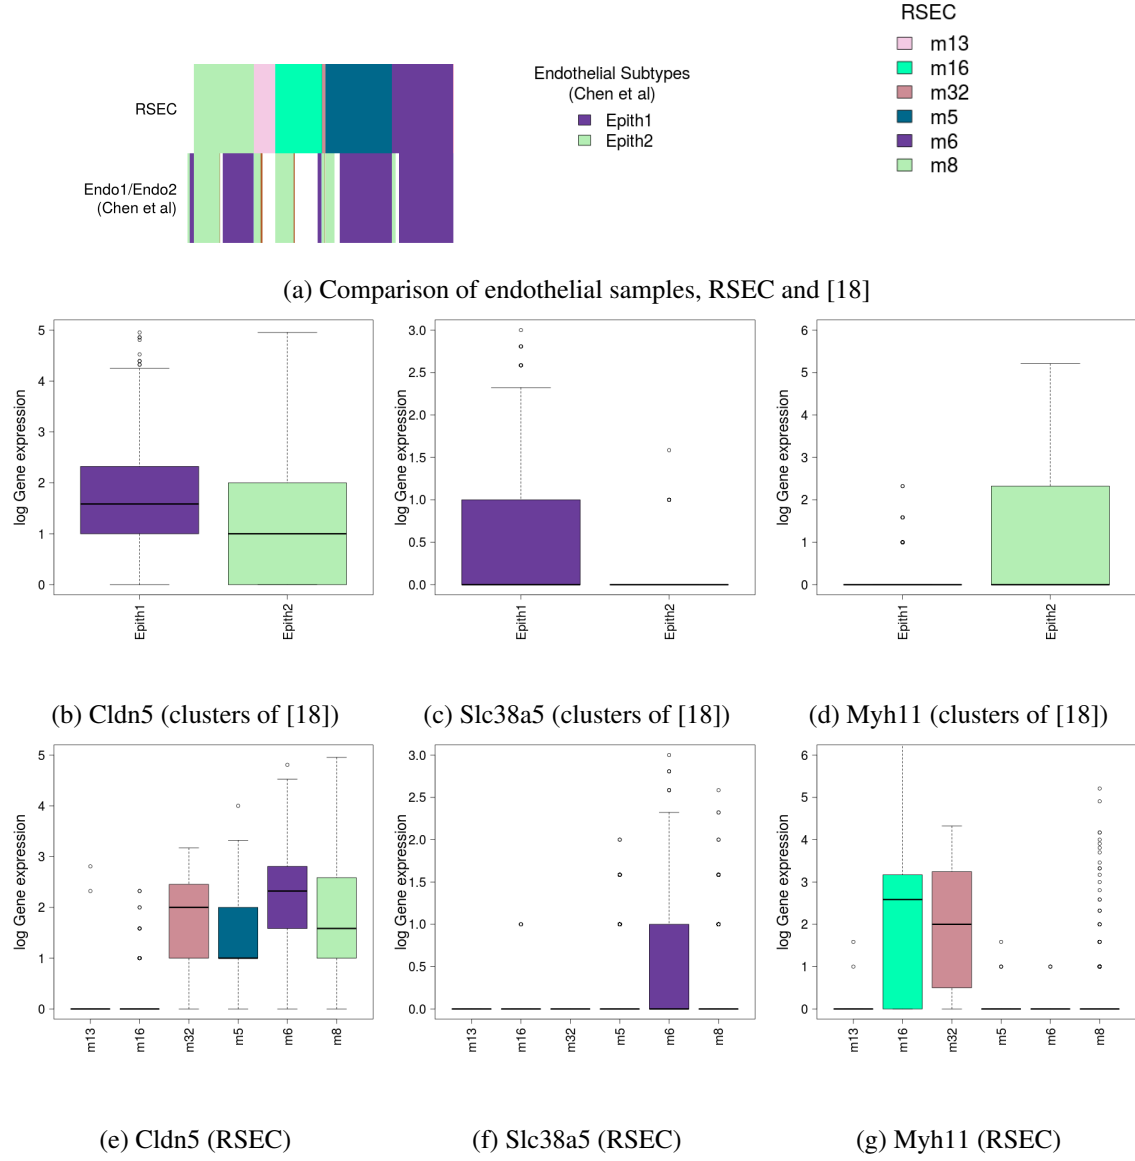 RSEC
Endo1/Endo2
(Chen et al)
Endothelial Subtypes
(Chen et al)
Epith1
Epith2
RSEC
m13
m16
m32
m5
m6
m8
(a) Comparison of endothelial samples, RSEC and [18]
log Gene expression
5
4
3
2
1
0
Epith1
Epith2
(b) Cldn5 (clusters of [18])
log Gene expression
3.0
2.5
2.0
1.5
1.0
0.5
0.0
Epith1
Epith2
(c) Slc38a5 (clusters of [18])
log Gene expression
6
5
4
3
2
1
0
Epith1
Epith2
(d) Myh11 (clusters of [18])
log Gene expression
5
4
3
2
1
0
m13
m16
m32
m5
m6
m8
(e) Cldn5 (RSEC)
log Gene expression
3.0
2.5
2.0
1.5
1.0
0.5
0.0
m13
m16
m32
m5
m6
m8
(f) Slc38a5 (RSEC)
log Gene expression
6
5
4
3
2
1
0
m13
m16
m32
m5
m6
m8
(g) Myh11 (RSEC)